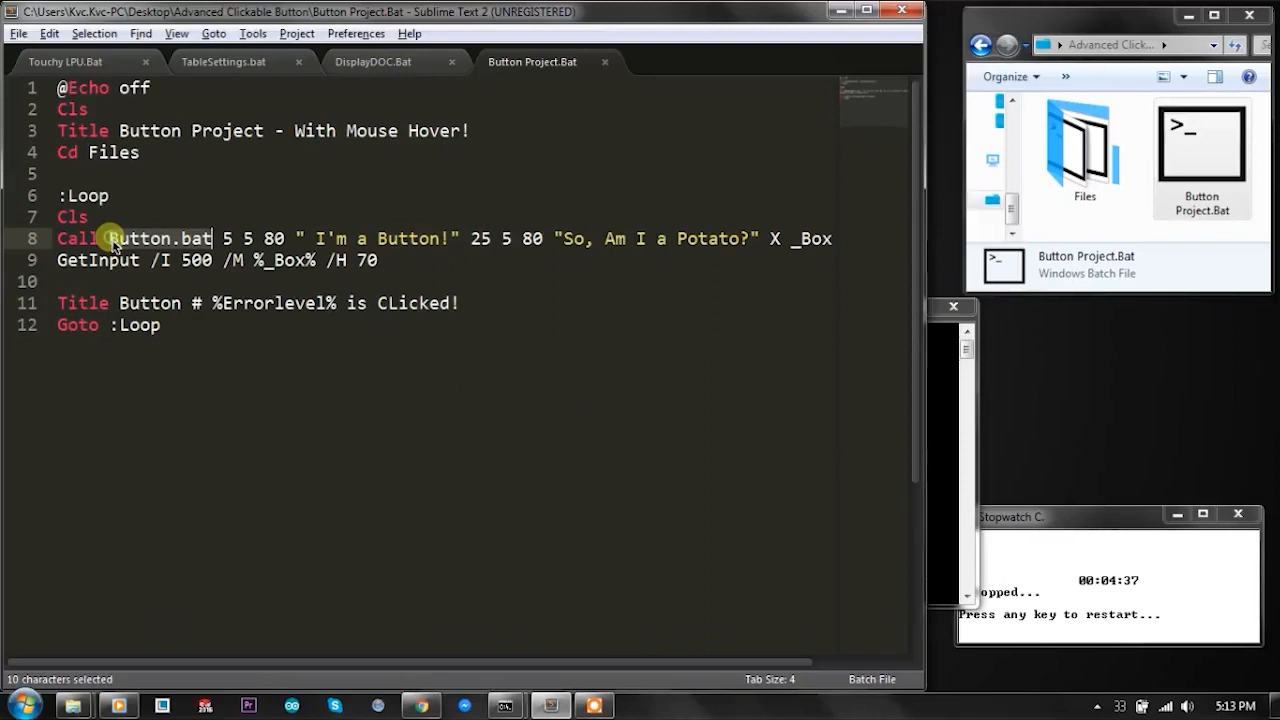 C:\Users\Kvc.Kvc-PC\Desktop\Advanced Clickable Button\Button Project.Bat - Sublime Text 2 (UNREGISTERED)
File Edit Selection Find View Goto Tools Project Preferences Help
Touchy LPU.Bat TableSettings.bat DisplayDOC.Bat Button Project.Bat
1 @Echo off
2 Cls
3 Title Button Project - With Mouse Hover!
4 Cd Files
5
6 :Loop
7 Cls
8 Call Button.bat 5 5 80 " I'm a Button!" 25 5 80 "So, Am I a Potato?" X _Box
9 GetInput /I 500 /M %_Box% /H 70
10
11 Title Button # %Errorlevel% is CLicked!
12 Goto :Loop
10 characters selected
Tab Size: 4
Batch File
Advanced Click...
Se
Organize »
Files
Button
Project.Bat
Button Project.Bat
Windows Batch File
Stopwatch C.
00:04:37
opped...
Press any key to restart...
5:13 PM